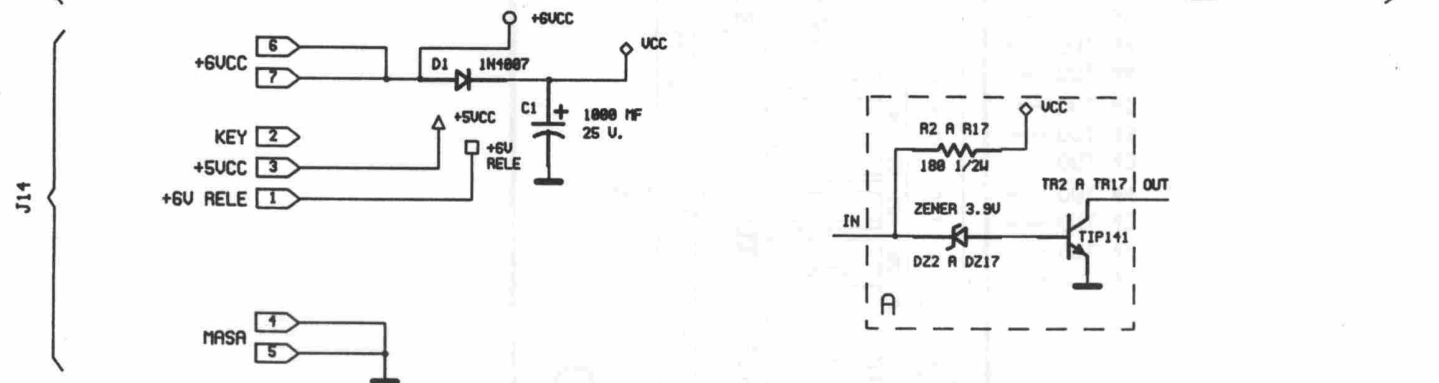 J14
+6VCC
6
7
KEY 2
+5VCC 3
+6V RELE 1
MASA
4
5
+6VCC
D1 1N4007
VCC
+5VCC
+6V
RELE
C1 + 1000 MF
25 V.
VCC
R2 A R17
180 1/2W
TR2 A TR17 OUT
ZENER 3.9V
IN
TIP141
DZ2 A DZ17
A